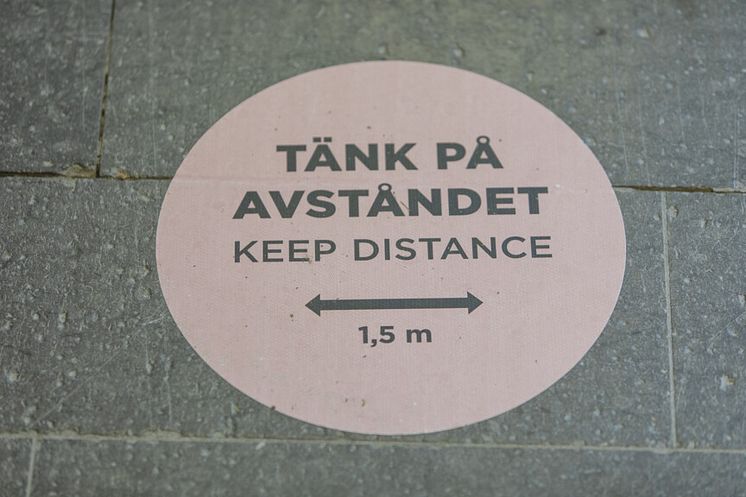 TÄNK PÅ
AVSTÅNDET
KEEP DISTANCE
1,5 m